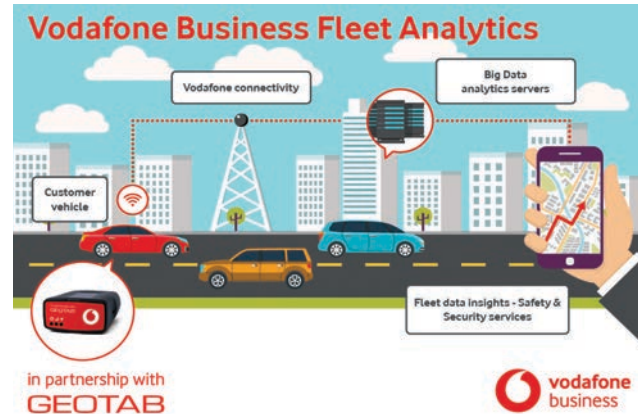 Vodafone Business Fleet Analytics
Vodafone connectivity
Big Data
analytics servers
Customer
vehicle
Fleet data insights - Safety &
Security services
in partnership with
GEOTAB
vodafone
business